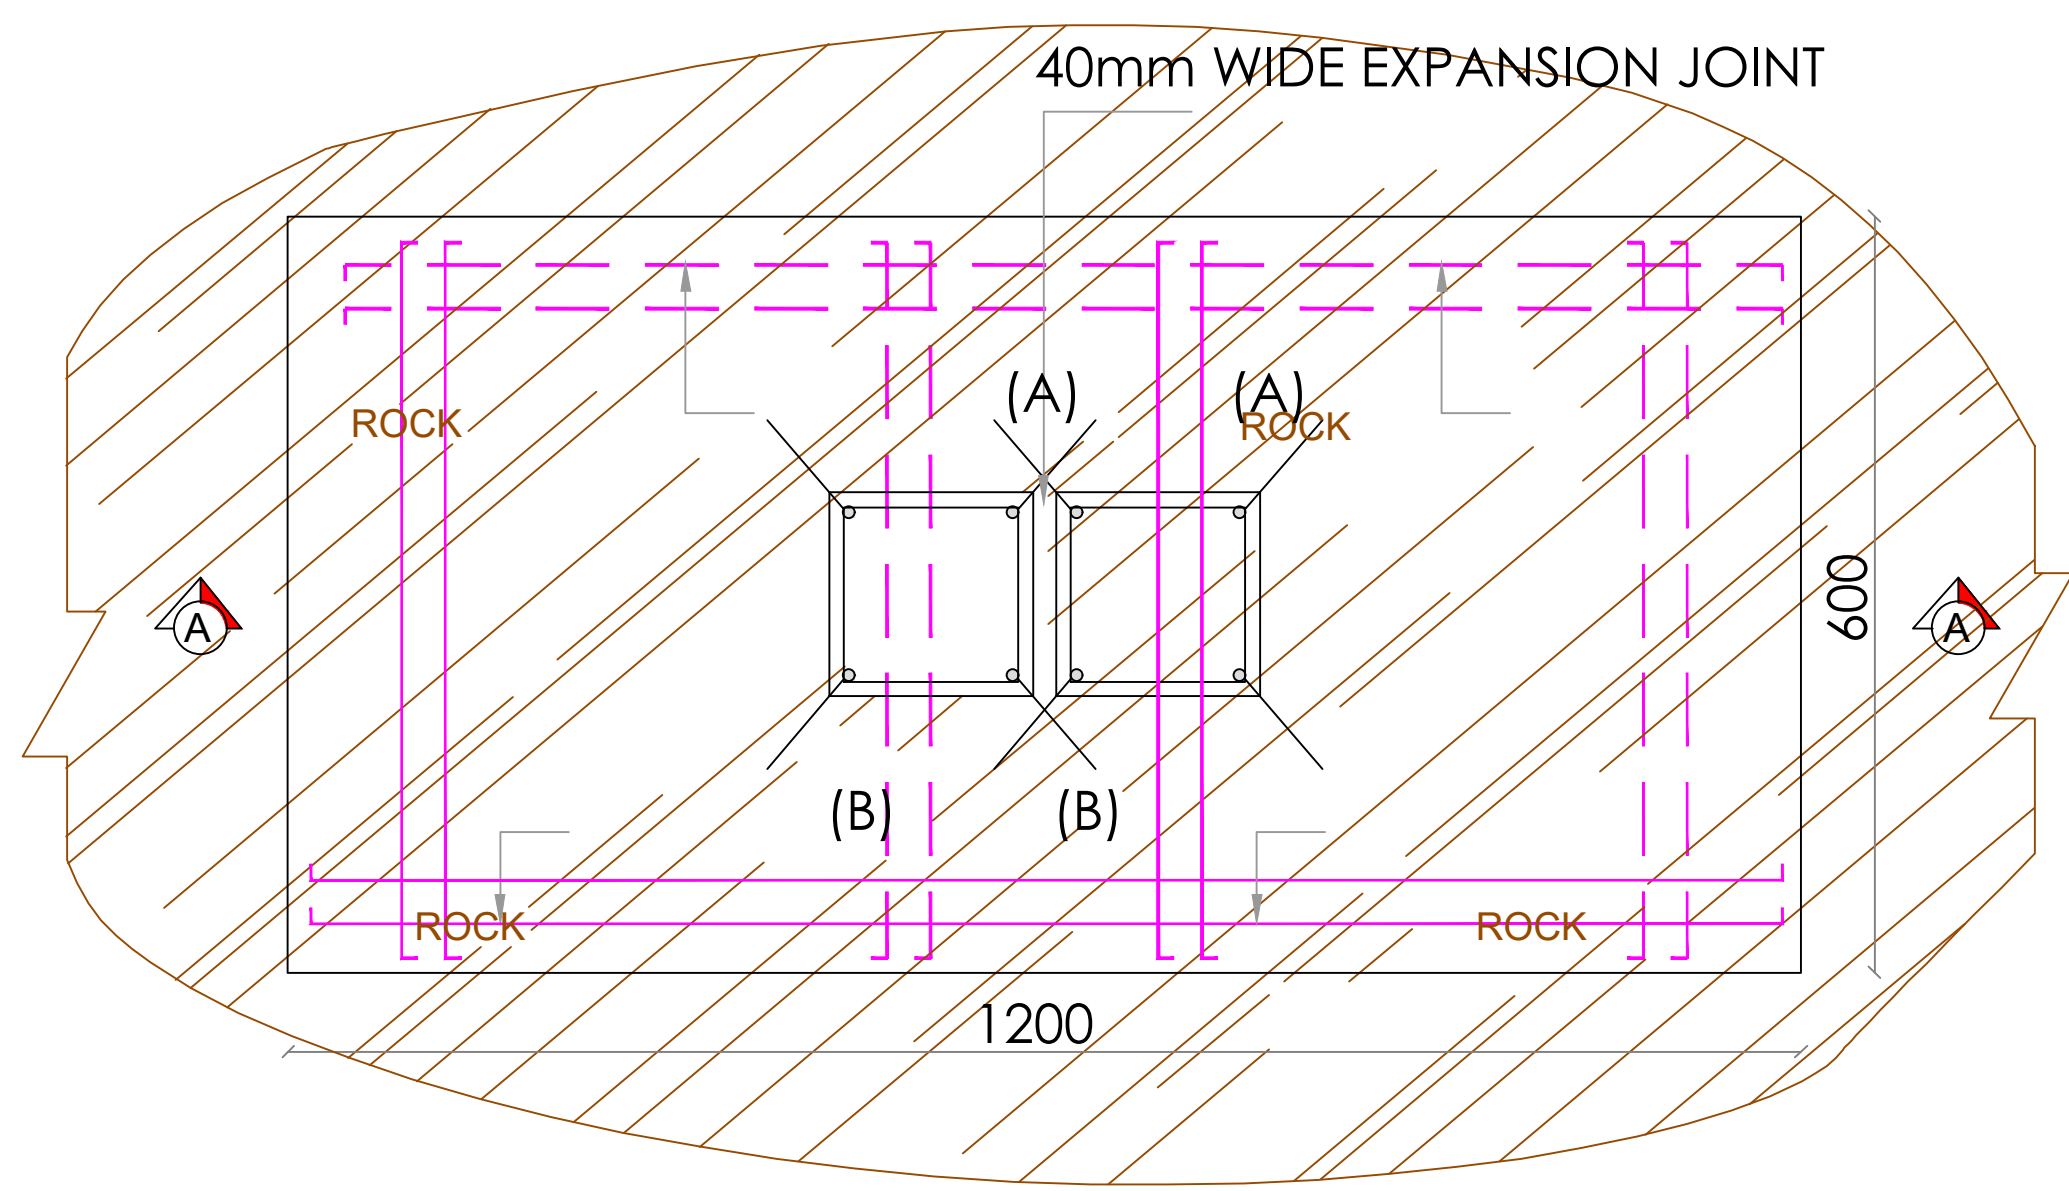 40mm WIDE EXPANSION JOINT
(A) (A)
ROCK ROCK
A 600 A
(B) (B)
ROCK ROCK
1200